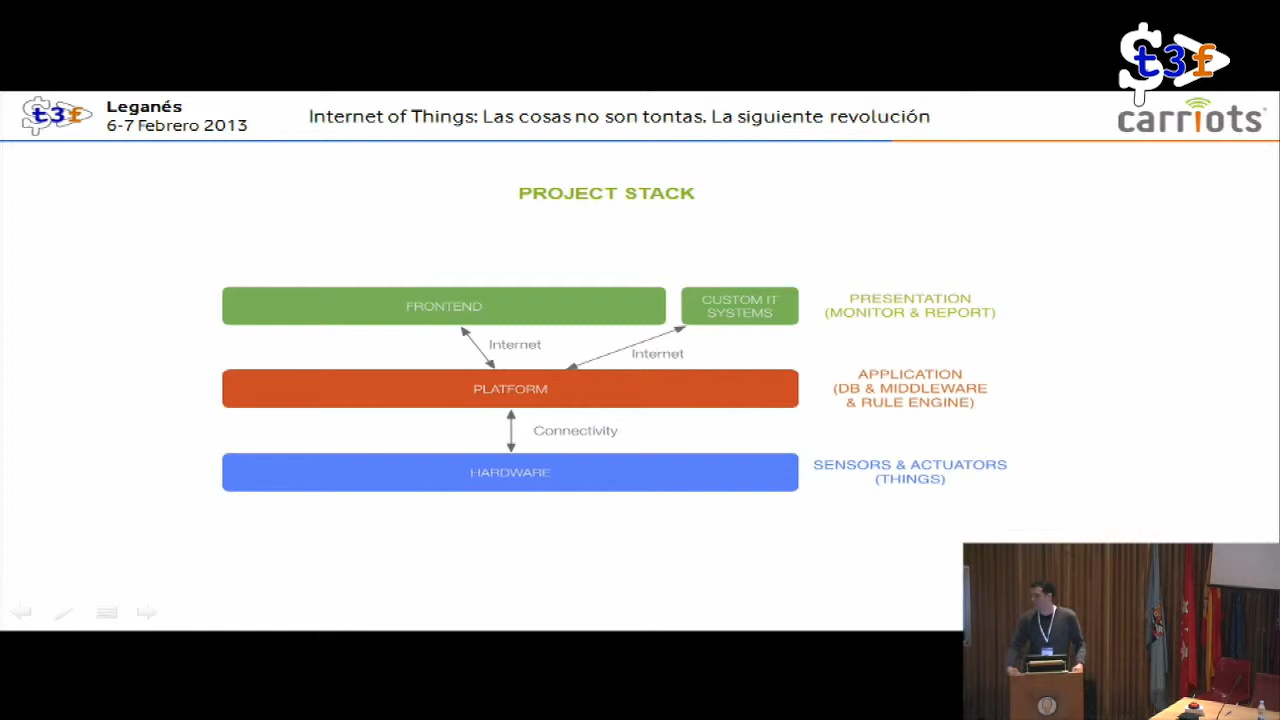 t3f
Leganés
6-7 Febrero 2013
Internet of Things: Las cosas no son tontas. La siguiente revolución
t3f
carriots®
PROJECT STACK
FRONTEND
CUSTOM IT
SYSTEMS
PRESENTATION
(MONITOR & REPORT)
Internet
Internet
PLATFORM
APPLICATION
(DB & MIDDLEWARE
& RULE ENGINE)
Connectivity
HARDWARE
SENSORS & ACTUATORS
(THINGS)